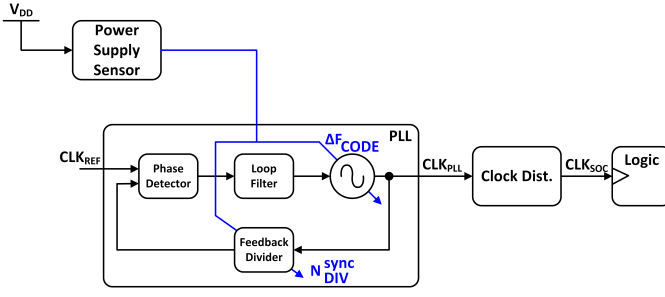 V_DD
Power
Supply
Sensor
PLL
ΔF_CODE
CLK_REF
Phase
Detector
Loop
Filter
CLK_PLL
Clock Dist.
CLK_SOC
Logic
Feedback
Divider
N sync
DIV